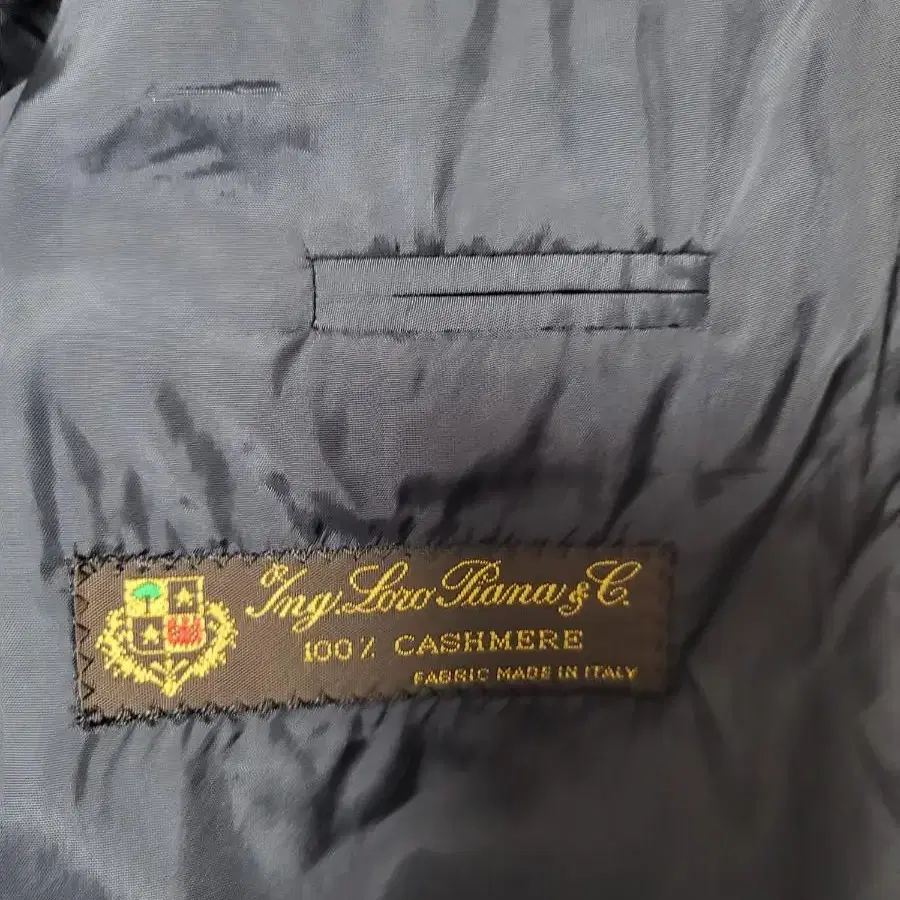 Ing. Loro Piana & C.
100% CASHMERE
FABRIC MADE IN ITALY